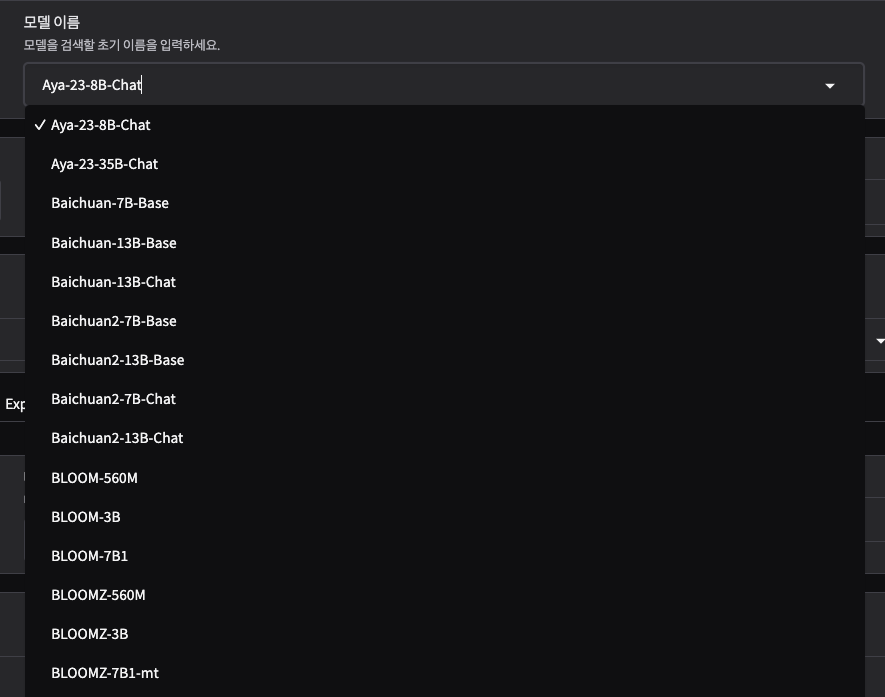 모델 이름
모델을 검색할 초기 이름을 입력하세요.
Aya-23-8B-Chat
✓ Aya-23-8B-Chat
Aya-23-35B-Chat
Baichuan-7B-Base
Baichuan-13B-Base
Baichuan-13B-Chat
Baichuan2-7B-Base
Baichuan2-13B-Base
Baichuan2-7B-Chat
Exp
Baichuan2-13B-Chat
BLOOM-560M
BLOOM-3B
BLOOM-7B1
BLOOMZ-560M
BLOOMZ-3B
BLOOMZ-7B1-mt